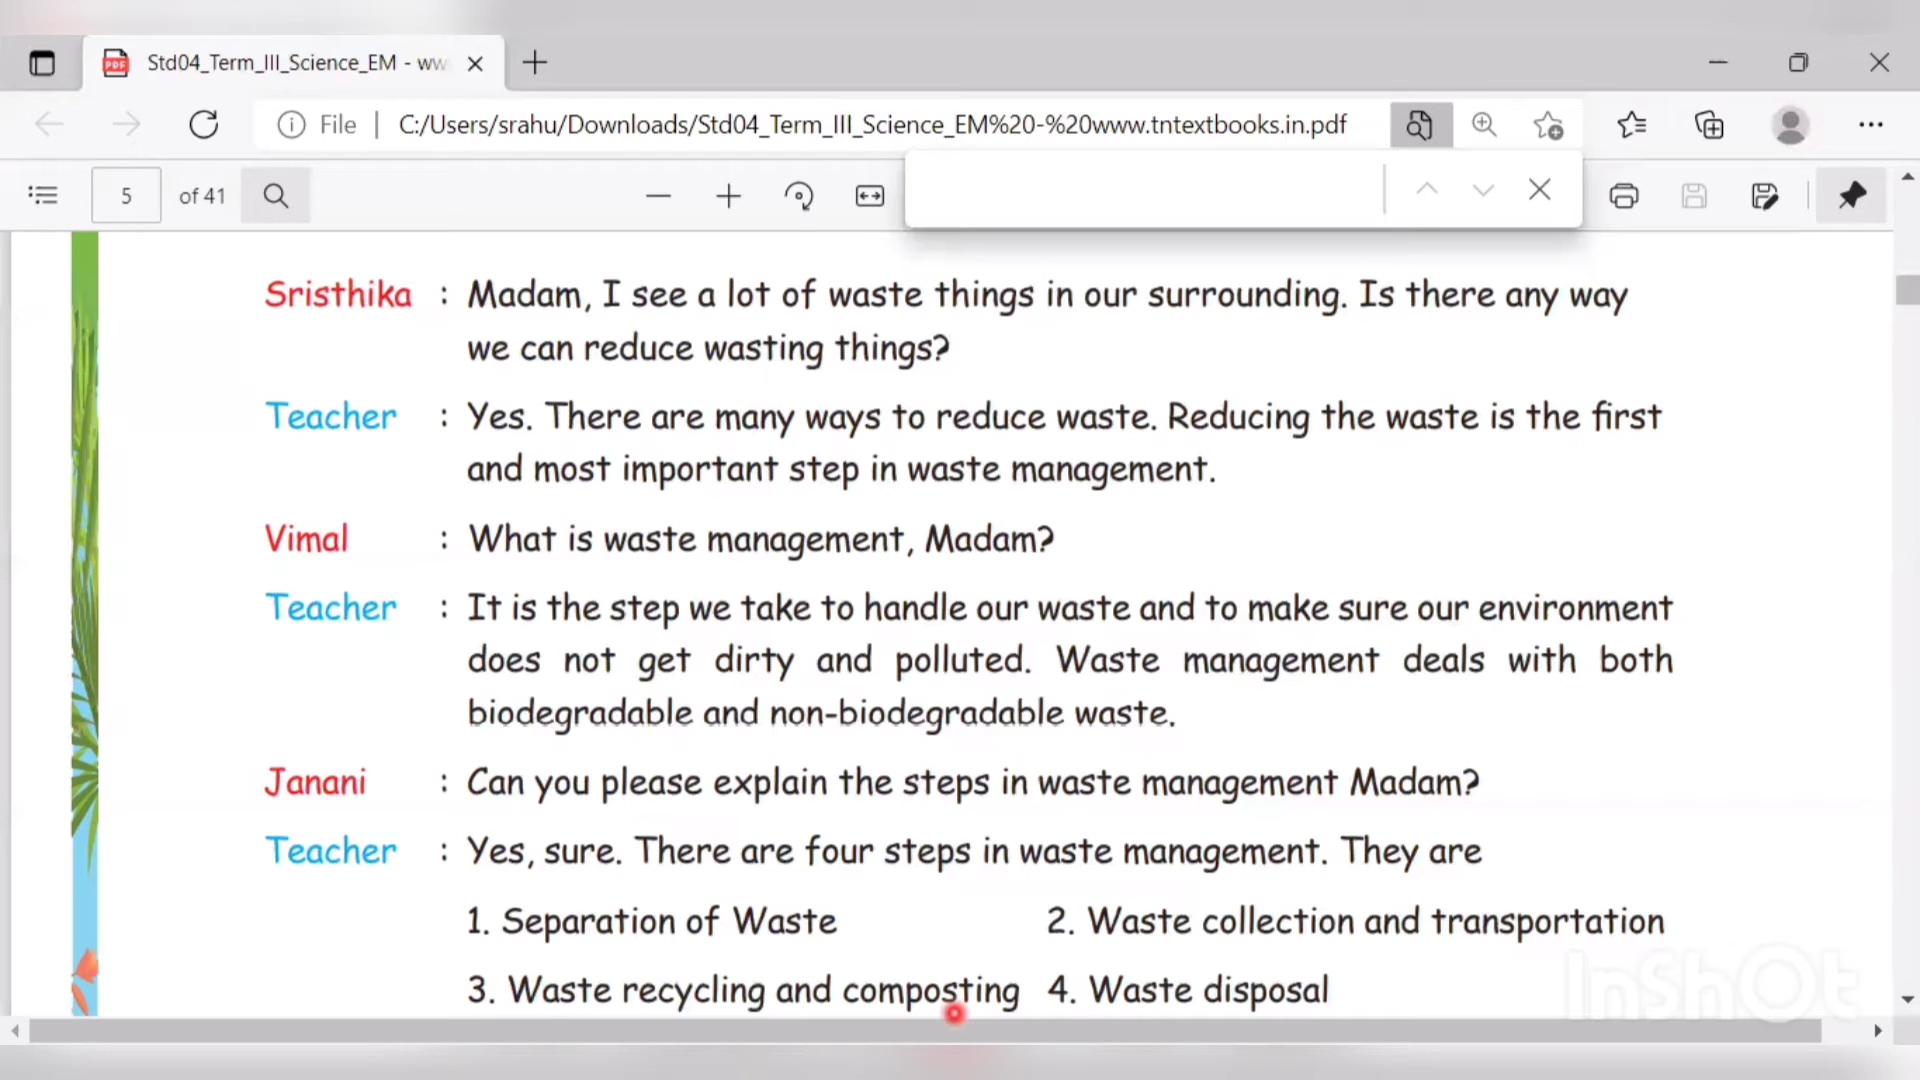 Std04_Term_III_Science_EM - ww
File | C:/Users/srahu/Downloads/Std04_Term_III_Science_EM%20-%20www.tntextbooks.in.pdf
5 of 41
Sristhika : Madam, I see a lot of waste things in our surrounding. Is there any way
we can reduce wasting things?
Teacher : Yes. There are many ways to reduce waste. Reducing the waste is the first
and most important step in waste management.
Vimal : What is waste management, Madam?
Teacher : It is the step we take to handle our waste and to make sure our environment
does not get dirty and polluted. Waste management deals with both
biodegradable and non-biodegradable waste.
Janani : Can you please explain the steps in waste management Madam?
Teacher : Yes, sure. There are four steps in waste management. They are
1. Separation of Waste 2. Waste collection and transportation
3. Waste recycling and composting 4. Waste disposal
InShOt